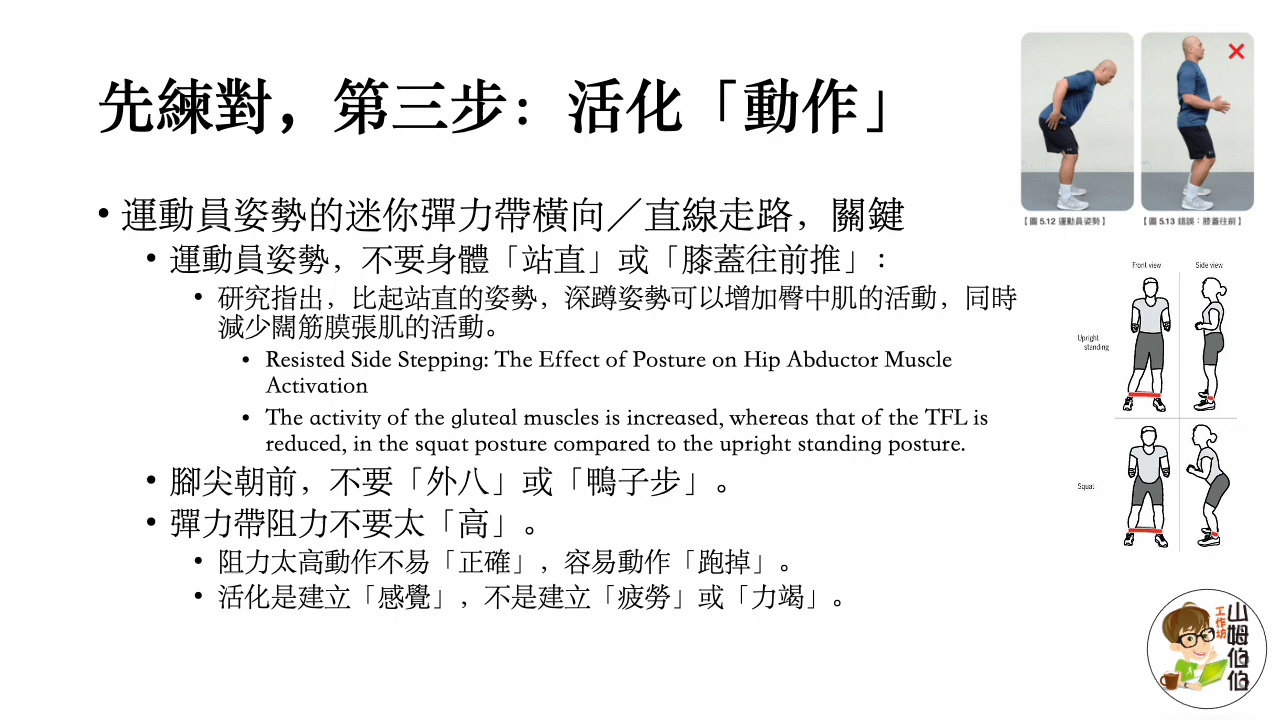 先練對，第三步：活化「動作」
• 運動員姿勢的迷你彈力帶橫向／直線走路，關鍵
• 運動員姿勢，不要身體「站直」或「膝蓋往前推」：
• 研究指出，比起站直的姿勢，深蹲姿勢可以增加臀中肌的活動，同時
減少闊筋膜張肌的活動。
• Resisted Side Stepping: The Effect of Posture on Hip Abductor Muscle
Activation
• The activity of the gluteal muscles is increased, whereas that of the TFL is
reduced, in the squat posture compared to the upright standing posture.
• 腳尖朝前，不要「外八」或「鴨子步」。
• 彈力帶阻力不要太「高」。
• 阻力太高動作不易「正確」，容易動作「跑掉」。
• 活化是建立「感覺」，不是建立「疲勞」或「力竭」。
【圖 5.12 運動員姿勢】
【圖 5.13 錯誤：膝蓋往前】
Front view
Side view
Upright
standing
Squat
山姆伯伯
工作坊